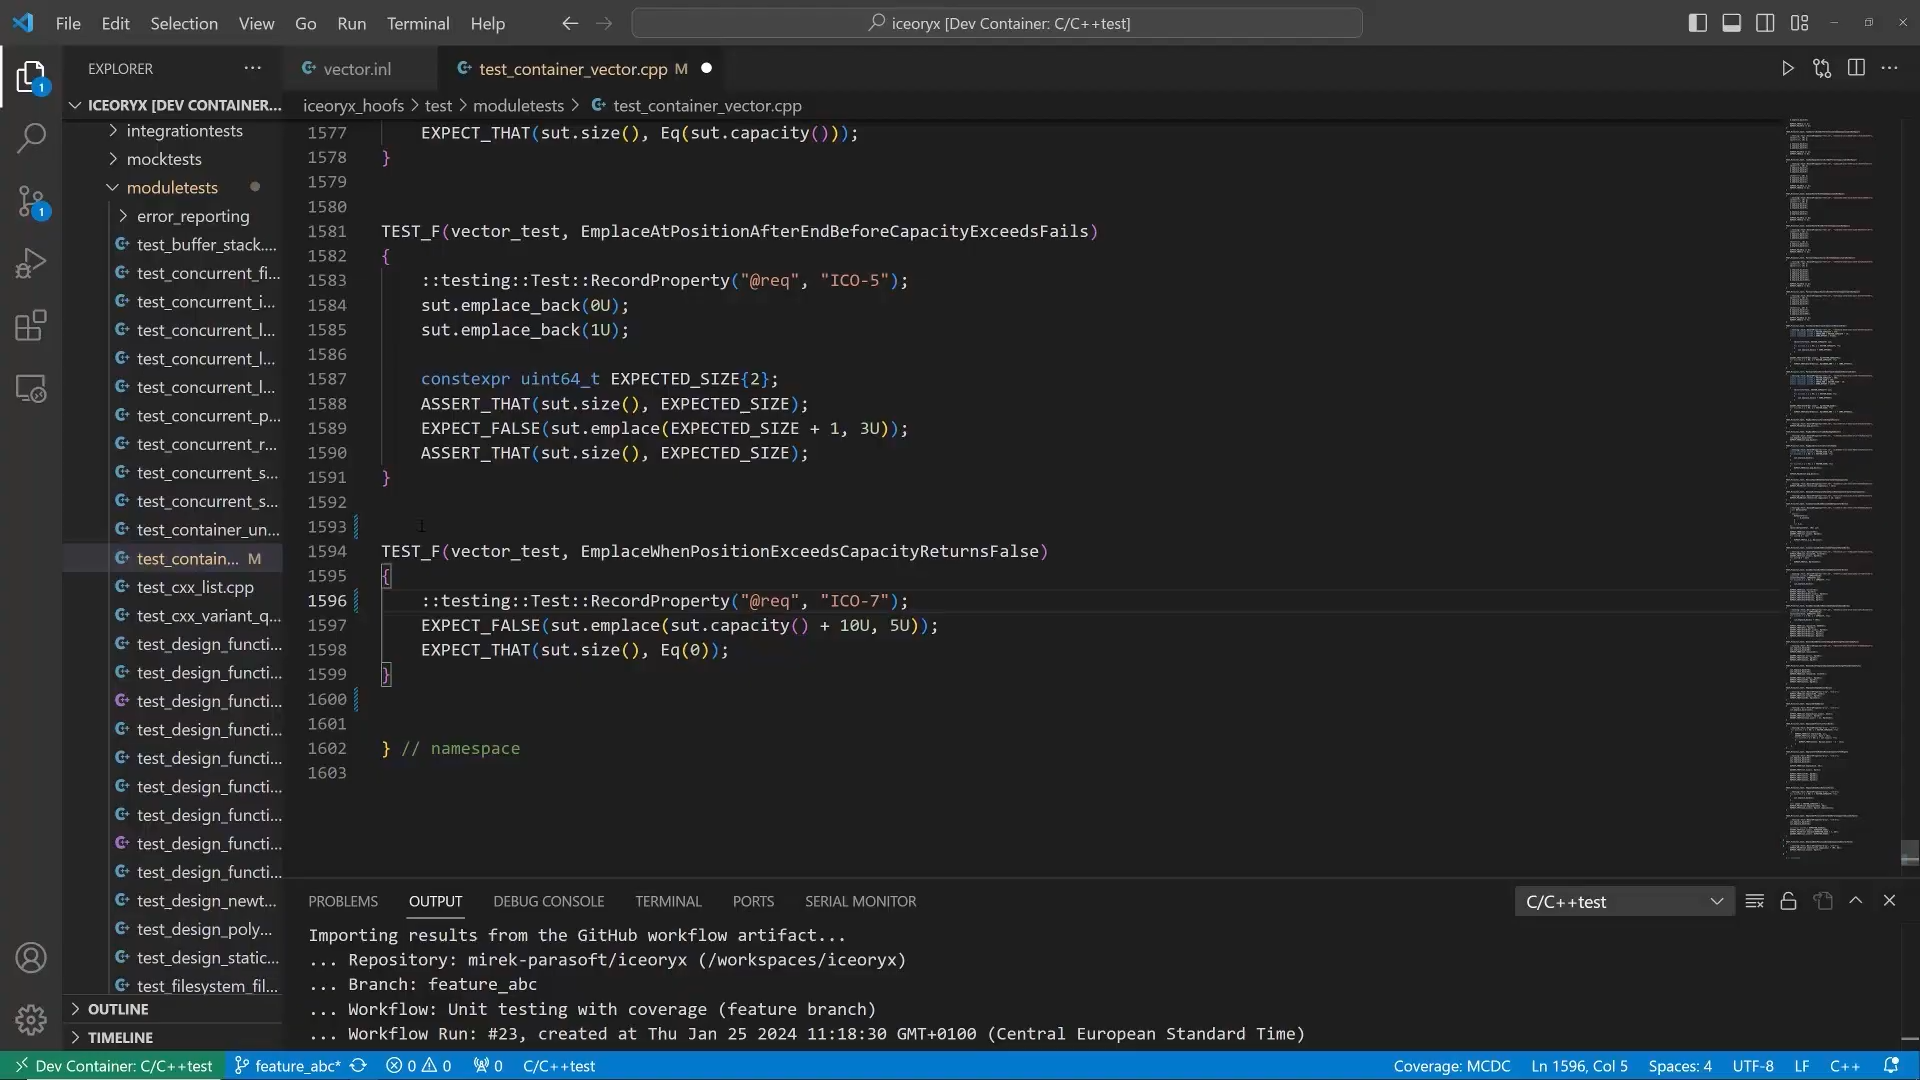 File Edit Selection View Go Run Terminal Help
iceoryx [Dev Container: C/C++test]
EXPLORER
vector.inl
test_container_vector.cpp M
ICEORYX [DEV CONTAINER...
iceoryx_hoofs > test > moduletests > test_container_vector.cpp
integrationtests
mocktests
moduletests
error_reporting
test_buffer_stack....
test_concurrent_fi...
test_concurrent_i...
test_concurrent_l...
test_concurrent_l...
test_concurrent_l...
test_concurrent_p...
test_concurrent_r...
test_concurrent_s...
test_concurrent_s...
test_container_un...
test_contain... M
test_cxx_list.cpp
test_cxx_variant_q...
test_design_functi...
test_design_functi...
test_design_functi...
test_design_functi...
test_design_functi...
test_design_functi...
test_design_functi...
test_design_functi...
test_design_functi...
test_design_newt...
test_design_poly...
test_design_static...
test_filesystem_fil...
OUTLINE
TIMELINE
1577 EXPECT_THAT(sut.size(), Eq(sut.capacity()));
1578 }
1579
1580
1581 TEST_F(vector_test, EmplaceAtPositionAfterEndBeforeCapacityExceedsFails)
1582 {
1583 ::testing::Test::RecordProperty("@req", "ICO-5");
1584 sut.emplace_back(0U);
1585 sut.emplace_back(1U);
1586
1587 constexpr uint64_t EXPECTED_SIZE{2};
1588 ASSERT_THAT(sut.size(), EXPECTED_SIZE);
1589 EXPECT_FALSE(sut.emplace(EXPECTED_SIZE + 1, 3U));
1590 ASSERT_THAT(sut.size(), EXPECTED_SIZE);
1591 }
1592
1593
1594 TEST_F(vector_test, EmplaceWhenPositionExceedsCapacityReturnsFalse)
1595 {
1596 ::testing::Test::RecordProperty("@req", "ICO-7");
1597 EXPECT_FALSE(sut.emplace(sut.capacity() + 10U, 5U));
1598 EXPECT_THAT(sut.size(), Eq(0));
1599 }
1600
1601
1602 } // namespace
1603
PROBLEMS OUTPUT DEBUG CONSOLE TERMINAL PORTS SERIAL MONITOR
C/C++test
Importing results from the GitHub workflow artifact...
... Repository: mirek-parasoft/iceoryx (/workspaces/iceoryx)
... Branch: feature_abc
... Workflow: Unit testing with coverage (feature branch)
... Workflow Run: #23, created at Thu Jan 25 2024 11:18:30 GMT+0100 (Central European Standard Time)
Dev Container: C/C++test feature_abc* 0 0 0 C/C++test Coverage: MCDC Ln 1596, Col 5 Spaces: 4 UTF-8 LF C++